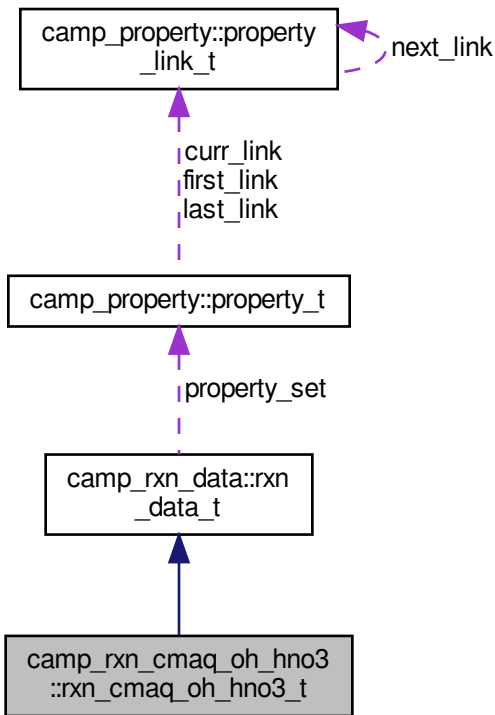 camp_property::property
_link_t
next_link
curr_link
first_link
last_link
camp_property::property_t
property_set
camp_rxn_data::rxn
_data_t
camp_rxn_cmaq_oh_hno3
::rxn_cmaq_oh_hno3_t